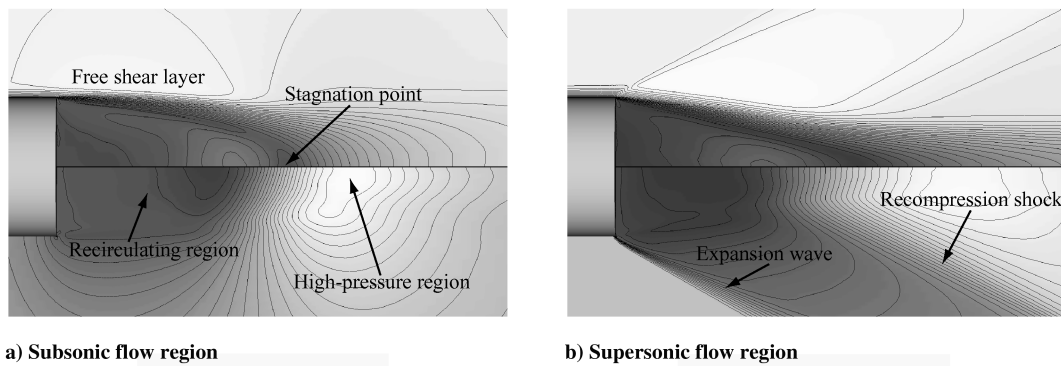 Free shear layer
Stagnation point
Recirulating region
High-pressure region
a) Subsonic flow region
Recompression shock
Expansion wave
b) Supersonic flow region